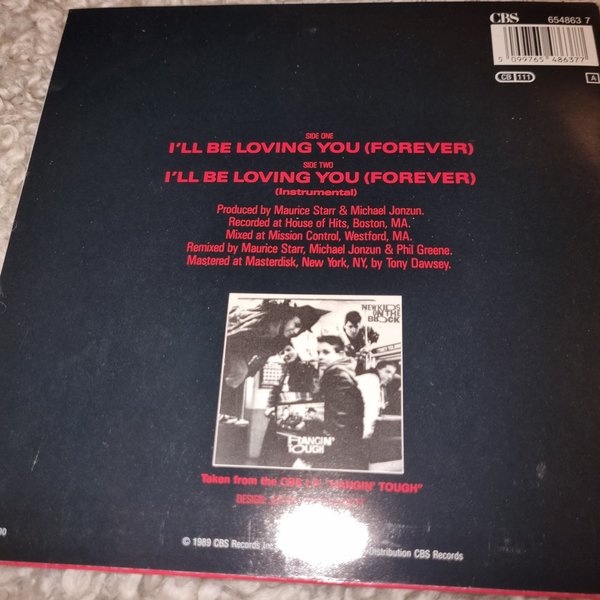 CBS 654863 7
5 099765 486377
CB 111
A
SIDE ONE
I'LL BE LOVING YOU (FOREVER)
SIDE TWO
I'LL BE LOVING YOU (FOREVER)
(Instrumental)
Produced by Maurice Starr & Michael Jonzun.
Recorded at House of Hits, Boston, MA.
Mixed at Mission Control, Westford, MA.
Remixed by Maurice Starr, Michael Jonzun & Phil Greene.
Mastered at Masterdisk, New York, NY, by Tony Dawsey.
NEW KIDS
ON THE
BLOCK
HANGIN'
TOUGH
Taken from the CBS "HANGIN' TOUGH"
DESIGN:
© 1989 CBS Records Distribution CBS Records